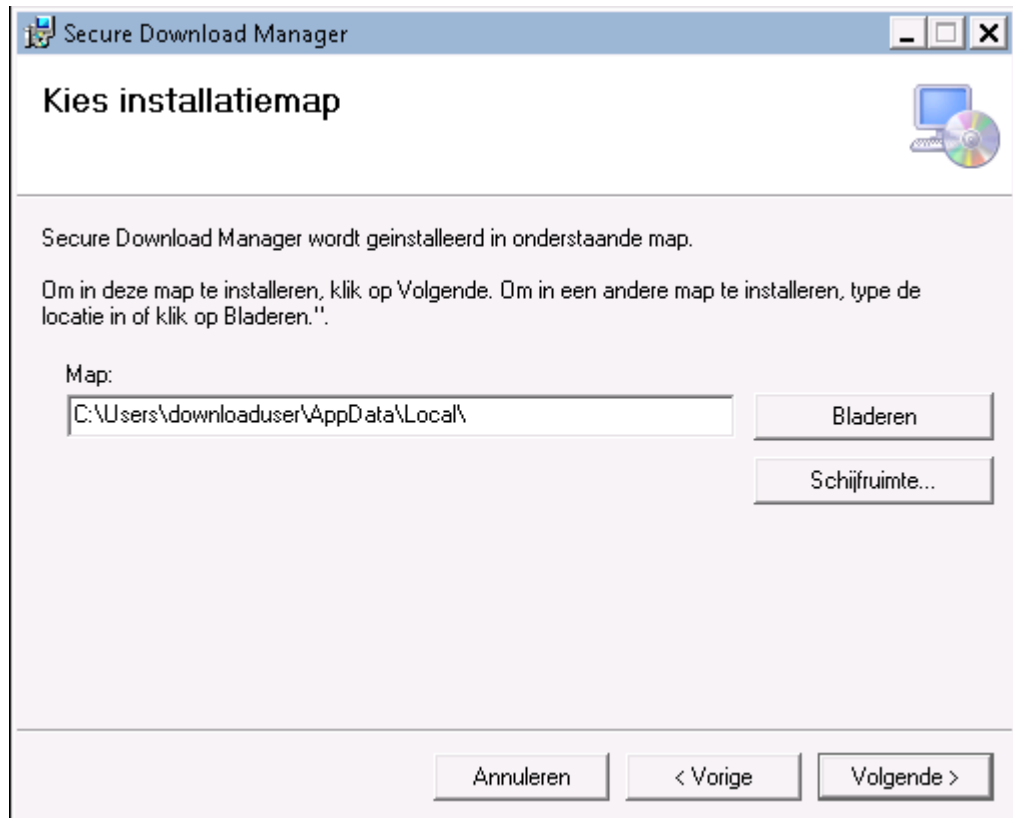 Secure Download Manager
Kies installatiemap
Secure Download Manager wordt geinstalleerd in onderstaande map.
Om in deze map te installeren, klik op Volgende. Om in een andere map te installeren, type de
locatie in of klik op Bladeren.".
Map:
C:\Users\downloaduser\AppData\Local\
Bladeren
Schijfruimte...
Annuleren
< Vorige
Volgende >